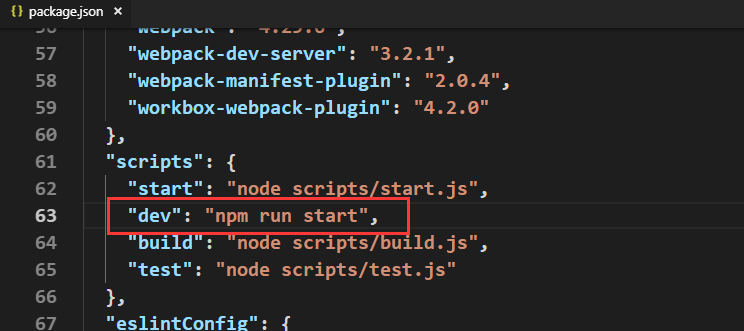 {} package.json ×
56 "webpack": "4.29.6",
57 "webpack-dev-server": "3.2.1",
58 "webpack-manifest-plugin": "2.0.4",
59 "workbox-webpack-plugin": "4.2.0"
60 },
61 "scripts": {
62 "start": "node scripts/start.js",
63 "dev": "npm run start",
64 "build": "node scripts/build.js",
65 "test": "node scripts/test.js"
66 },
67 "eslintConfig": {